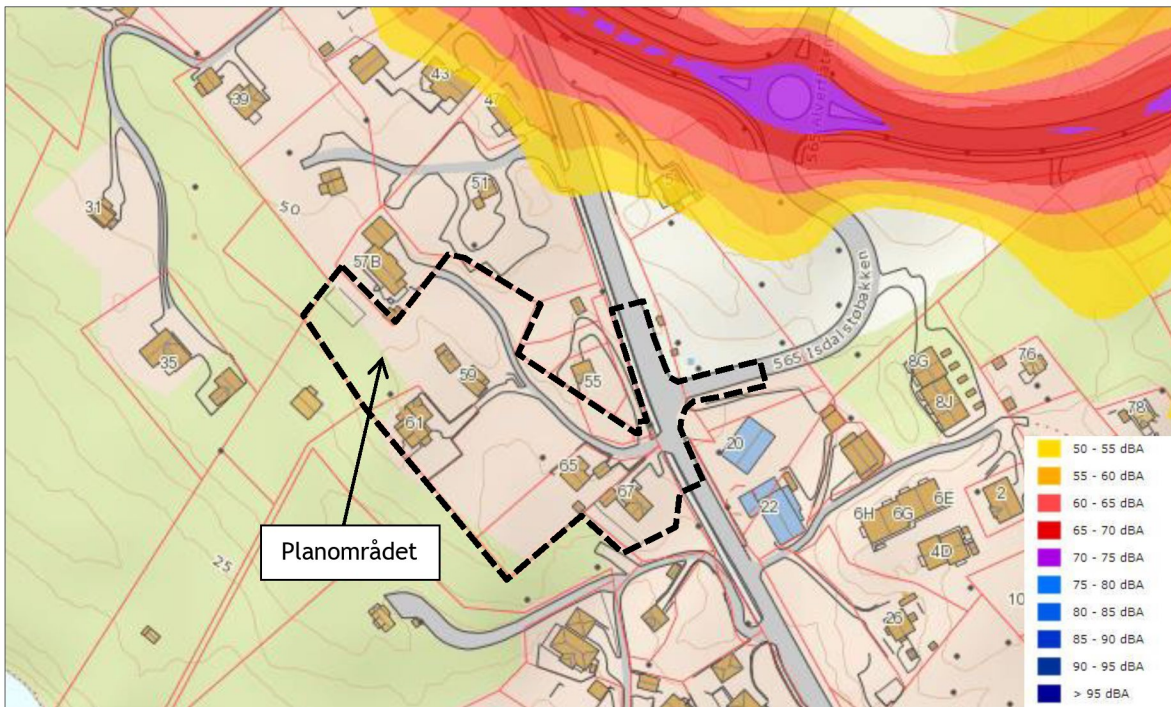 43
39
51
565 Alverflaten
31
50
57B
35
59
55
565 Isdalstøbakken
8G
76
8J
78
61
20
65
67
22
2
6E
6G
6H
4D
Planområdet
25
10
26
50 - 55 dBA
55 - 60 dBA
60 - 65 dBA
65 - 70 dBA
70 - 75 dBA
75 - 80 dBA
80 - 85 dBA
85 - 90 dBA
90 - 95 dBA
> 95 dBA